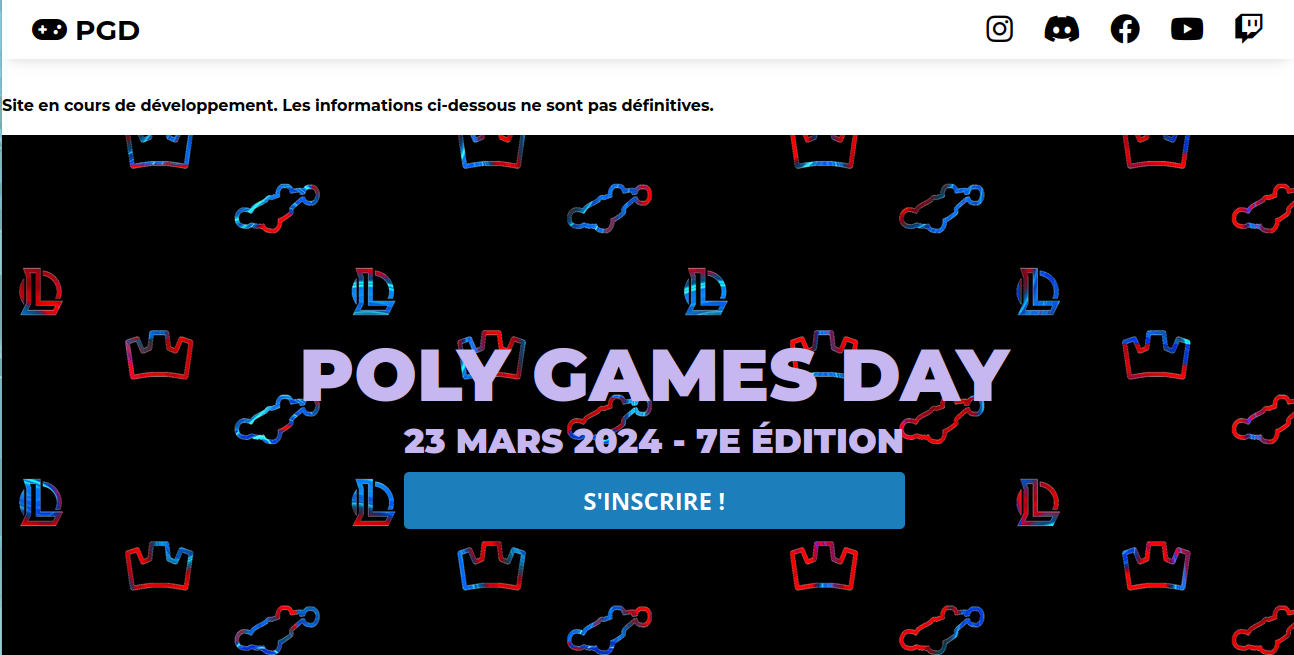 PGD
Site en cours de développement. Les informations ci-dessous ne sont pas définitives.
POLY GAMES DAY
23 MARS 2024 - 7E ÉDITION
S'INSCRIRE !